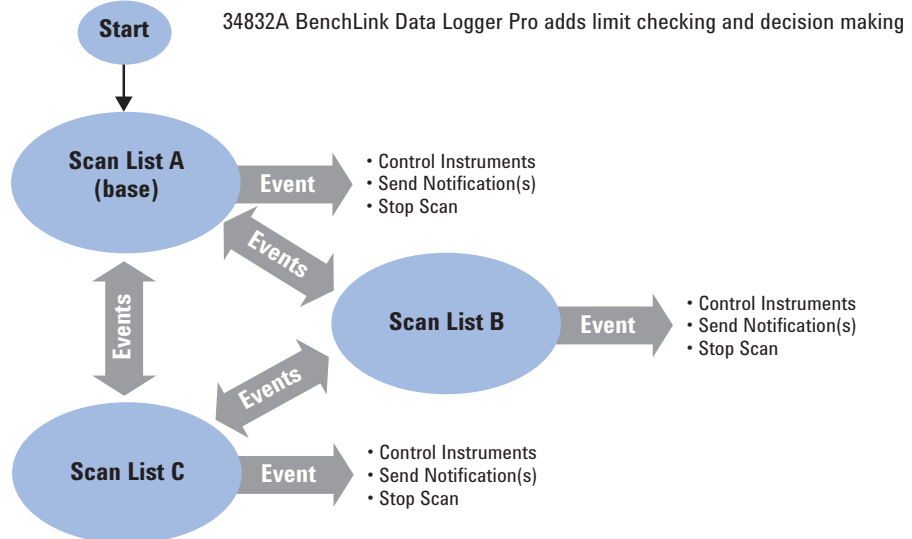 Start
34832A BenchLink Data Logger Pro adds limit checking and decision making
Scan List A
(base)
Event
• Control Instruments
• Send Notification(s)
• Stop Scan
Events
Events
Scan List B
Event
• Control Instruments
• Send Notification(s)
• Stop Scan
Events
Scan List C
Event
• Control Instruments
• Send Notification(s)
• Stop Scan